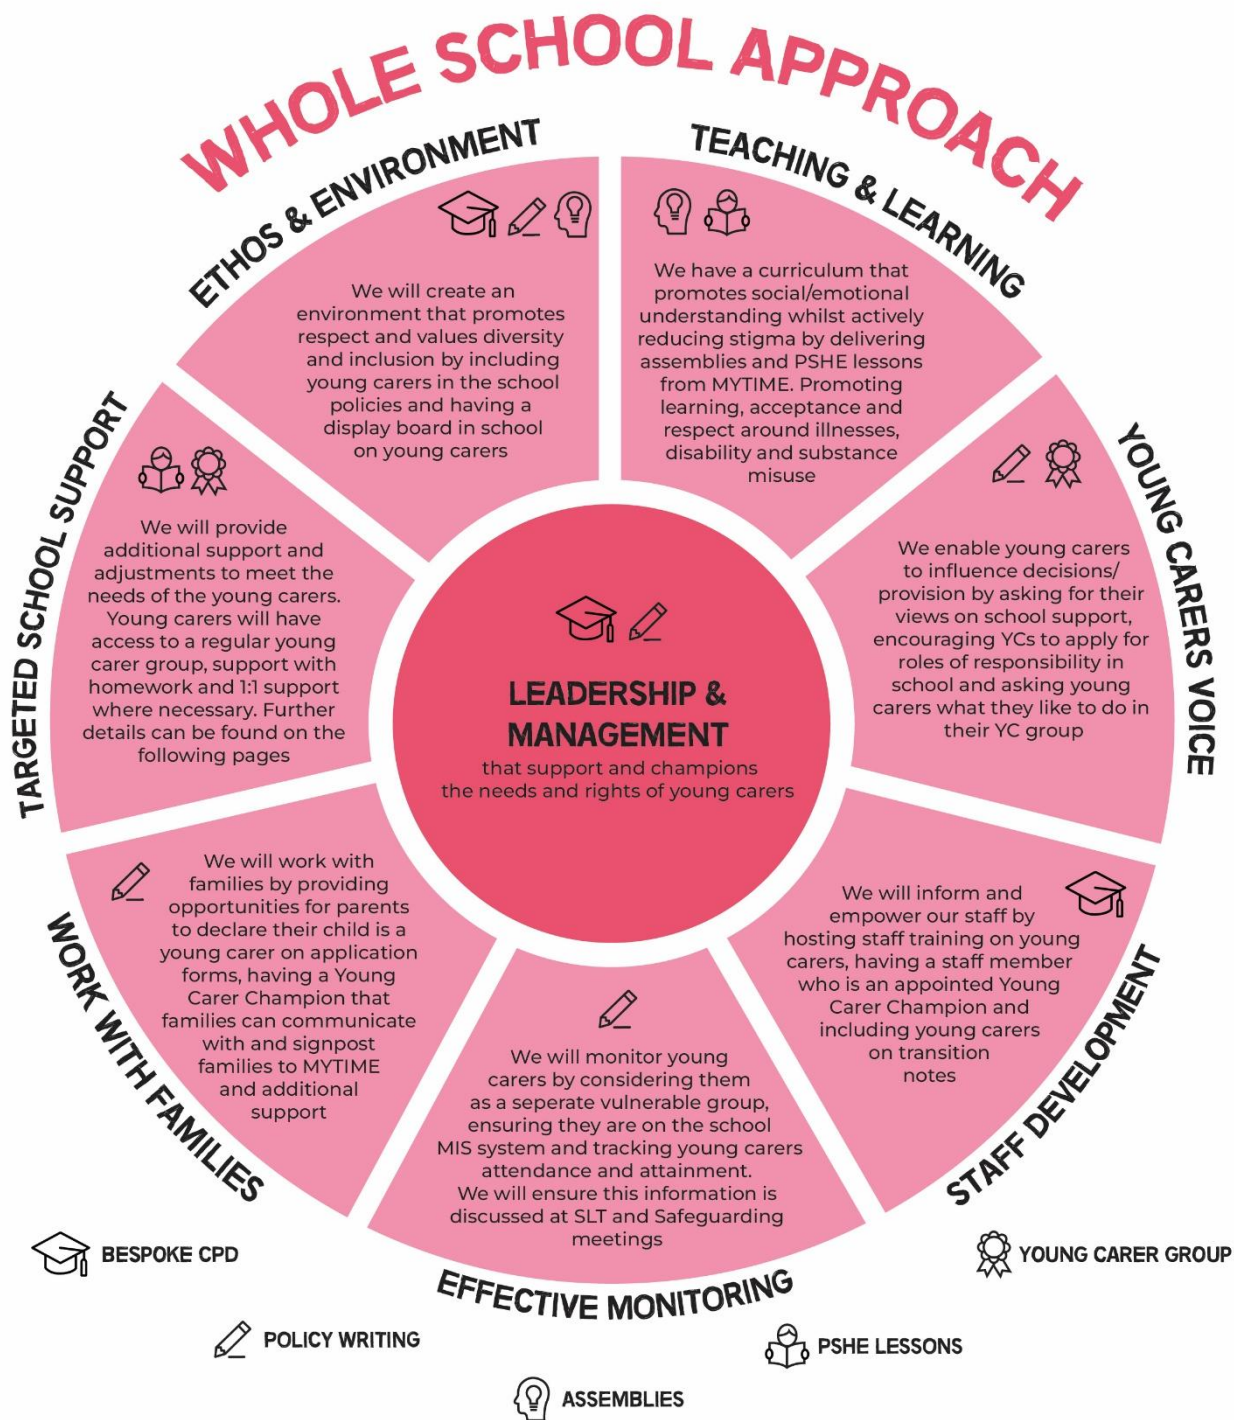 WHOLE SCHOOL APPROACH
ETHOS & ENVIRONMENT
We will create an
environment that promotes
respect and values diversity
and inclusion by including
young carers in the school
policies and having a
display board in school
on young carers
TEACHING & LEARNING
We have a curriculum that
promotes social/emotional
understanding whilst actively
reducing stigma by delivering
assemblies and PSHE lessons
from MYTIME. Promoting
learning, acceptance and
respect around illnesses,
disability and substance
misuse
YOUNG CARERS VOICE
We enable young carers
to influence decisions/
provision by asking for their
views on school support,
encouraging YCs to apply for
roles of responsibility in
school and asking young
carers what they like to do in
their YC group
STAFF DEVELOPMENT
We will inform and
empower our staff by
hosting staff training on young
carers, having a staff member
who is an appointed Young
Carer Champion and
including young carers
on transition
notes
EFFECTIVE MONITORING
We will monitor young
carers by considering them
as a seperate vulnerable group,
ensuring they are on the school
MIS system and tracking young carers
attendance and attainment.
We will ensure this information is
discussed at SLT and Safeguarding
meetings
WORK WITH FAMILIES
We will work with
families by providing
opportunities for parents
to declare their child is a
young carer on application
forms, having a Young
Carer Champion that
families can communicate
with and signpost
families to MYTIME
and additional
support
TARGETED SCHOOL SUPPORT
We will provide
additional support and
adjustments to meet the
needs of the young carers.
Young carers will have
access to a regular young
carer group, support with
homework and 1:1 support
where necessary. Further
details can be found on the
following pages
LEADERSHIP &
MANAGEMENT
that support and champions
the needs and rights of young carers
BESPOKE CPD
POLICY WRITING
ASSEMBLIES
PSHE LESSONS
YOUNG CARER GROUP